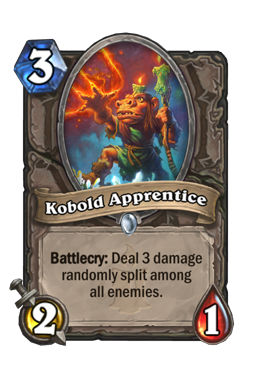 3
Kobold Apprentice
Battlecry: Deal 3 damage
randomly split among
all enemies.
2
1